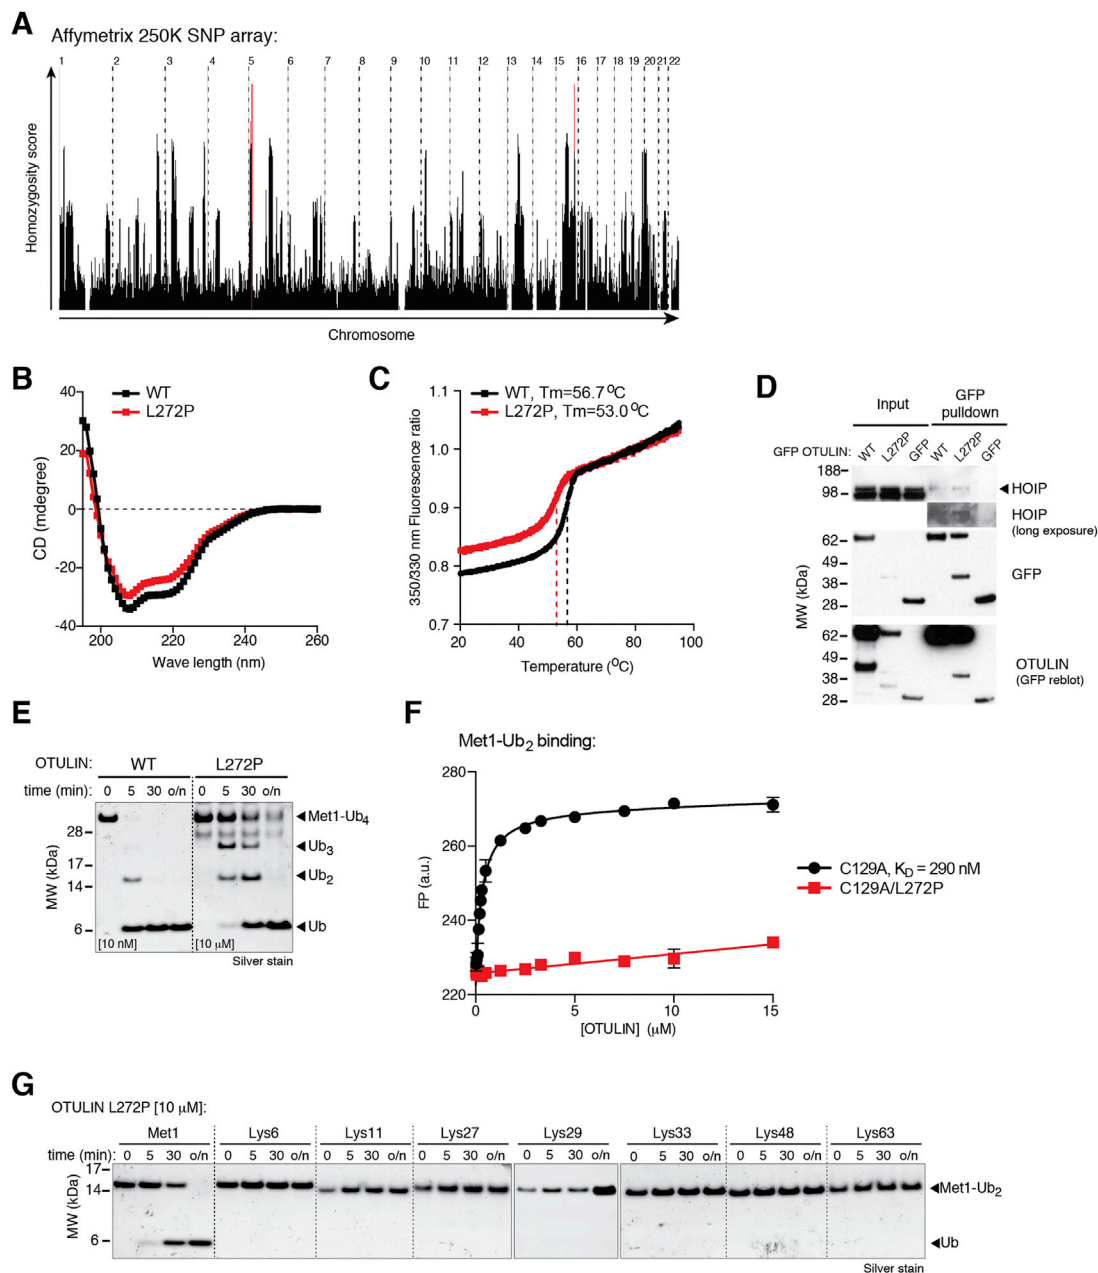 A
Affymetrix 250K SNP array:
1 2 3 4 5 6 7 8 9 10 11 12 13 14 15 16 17 18 19 20 21 22
Homozygosity score
Chromosome
B
WT
L272P
40
20
0
-20
-40
CD (mdegree)
200 220 240 260
Wave length (nm)
C
WT, Tm=56.7 °C
L272P, Tm=53.0 °C
1.1
1.0
0.9
0.8
0.7
350/330 nm Fluorescence ratio
20 40 60 80 100
Temperature (°C)
D
Input
GFP pulldown
GFP OTULIN: WT L272P GFP WT L272P GFP
188
98
HOIP
HOIP
(long exposure)
62
49
38
28
GFP
MW (kDa)
62
49
38
28
OTULIN
(GFP reblot)
E
OTULIN: WT L272P
time (min): 0 5 30 o/n 0 5 30 o/n
28
17
14
6
MW (kDa)
Met1-Ub4
Ub3
Ub2
Ub
[10 nM] [10 µM]
Silver stain
F
Met1-Ub2 binding:
280
260
240
220
FP (a.u.)
0 5 10 15
[OTULIN] (µM)
C129A, KD = 290 nM
C129A/L272P
G
OTULIN L272P [10 µM]:
Met1 Lys6 Lys11 Lys27 Lys29 Lys33 Lys48 Lys63
time (min): 0 5 30 o/n 0 5 30 o/n 0 5 30 o/n 0 5 30 o/n 0 5 30 o/n 0 5 30 o/n 0 5 30 o/n 0 5 30 o/n
17
14
6
MW (kDa)
Met1-Ub2
Ub
Silver stain